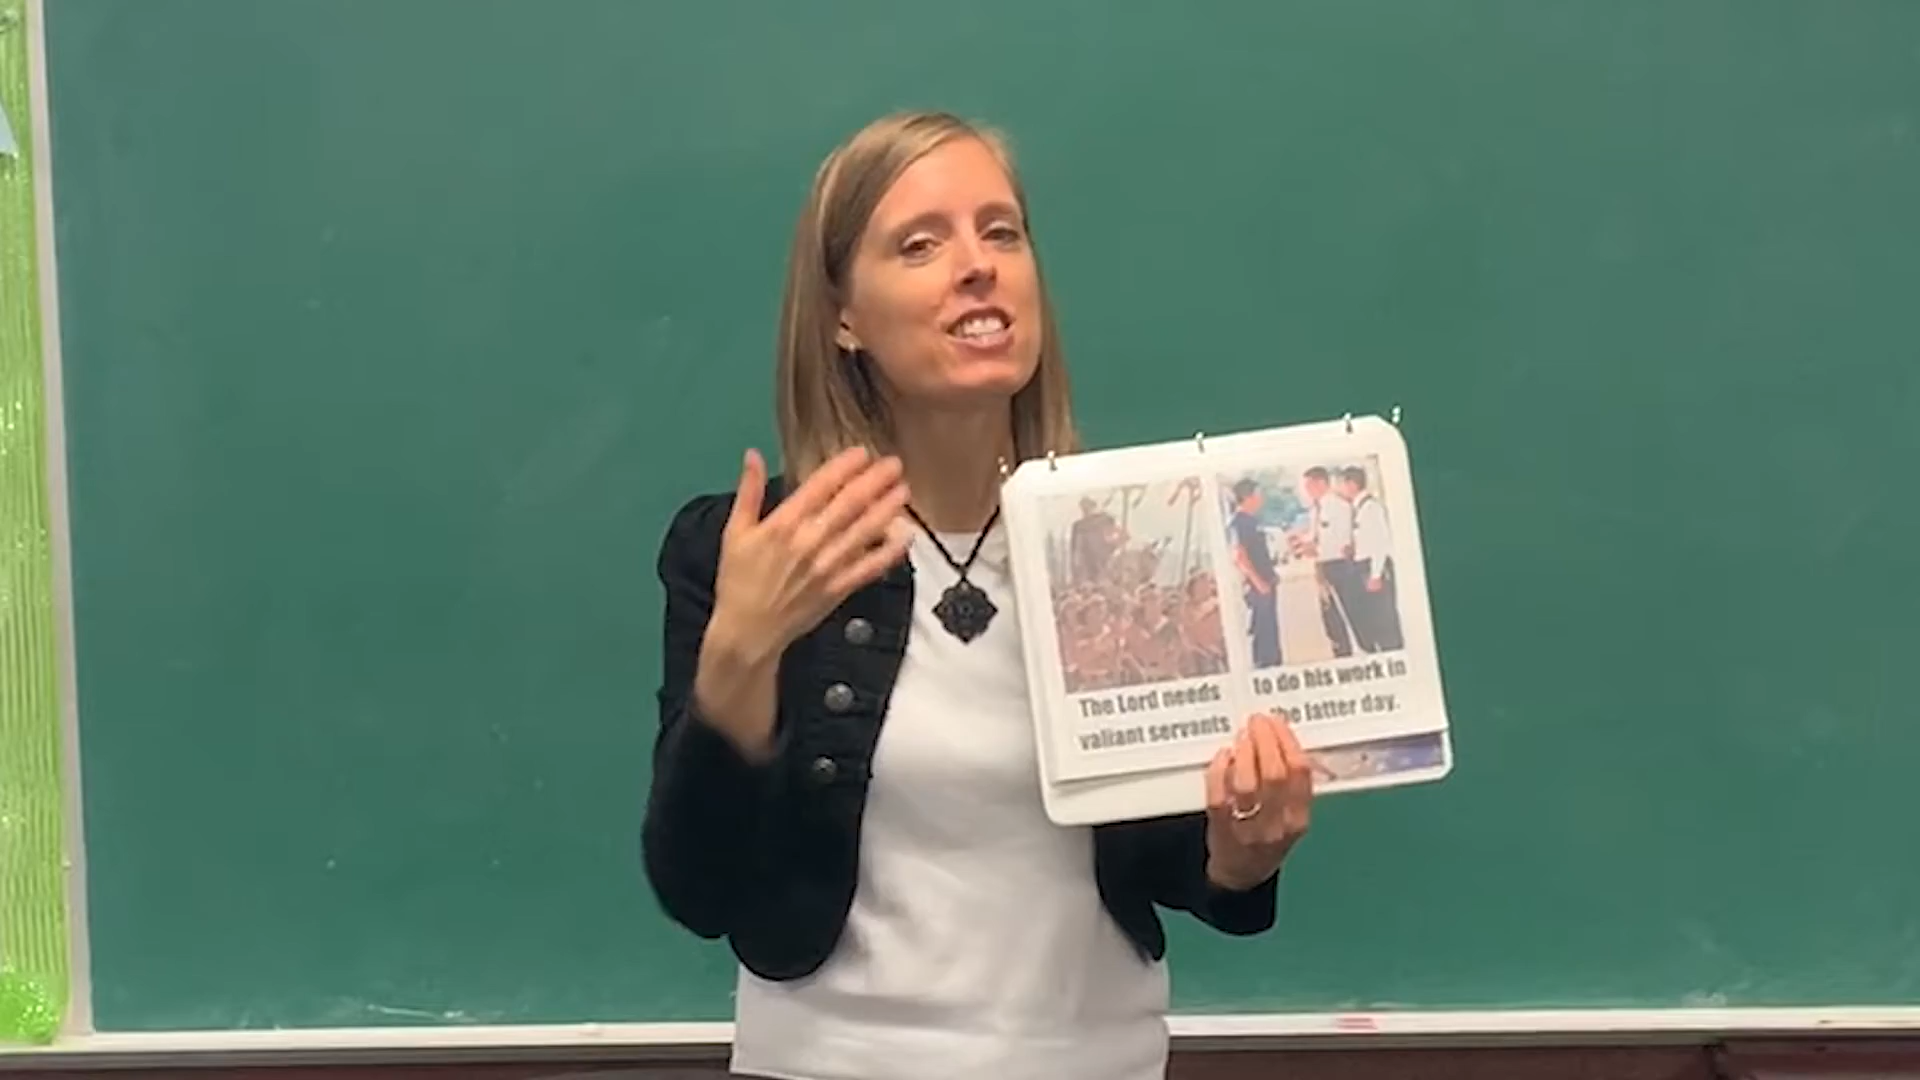 The Lord needs
valiant servants
to do his work in
the latter day.